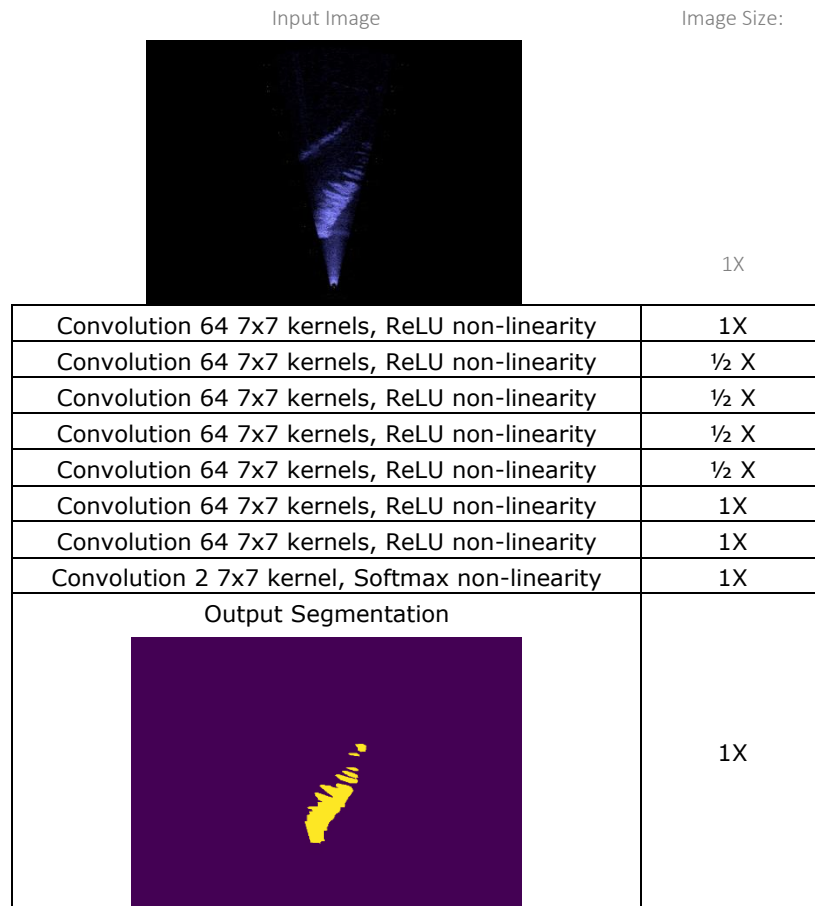 Input Image Image Size:
1X
Convolution 64 7x7 kernels, ReLU non-linearity 1X
Convolution 64 7x7 kernels, ReLU non-linearity ½ X
Convolution 64 7x7 kernels, ReLU non-linearity ½ X
Convolution 64 7x7 kernels, ReLU non-linearity ½ X
Convolution 64 7x7 kernels, ReLU non-linearity ½ X
Convolution 64 7x7 kernels, ReLU non-linearity 1X
Convolution 64 7x7 kernels, ReLU non-linearity 1X
Convolution 2 7x7 kernel, Softmax non-linearity 1X
Output Segmentation
1X